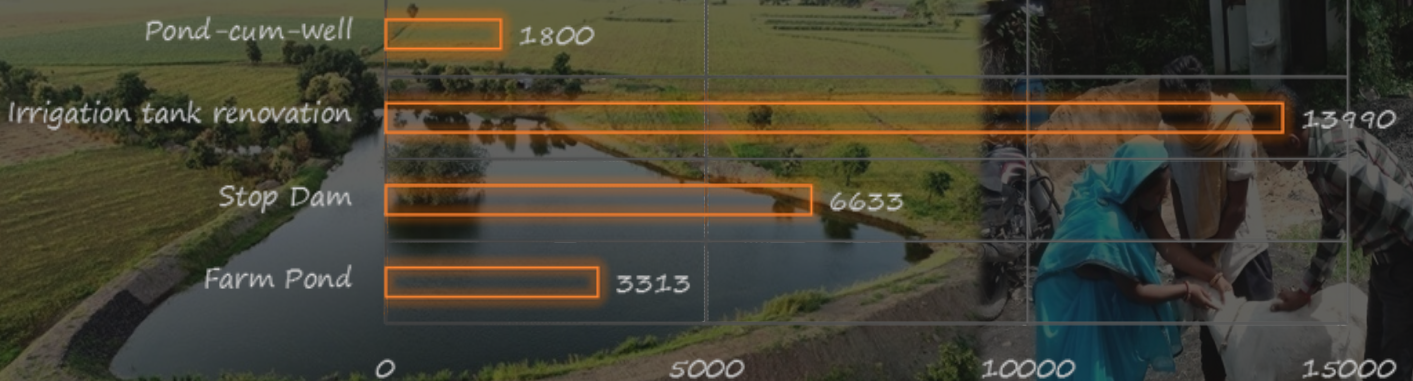 Pond-cum-well 1800
Irrigation tank renovation 13990
Stop Dam 6633
Farm Pond 3313
0 5000 10000 15000